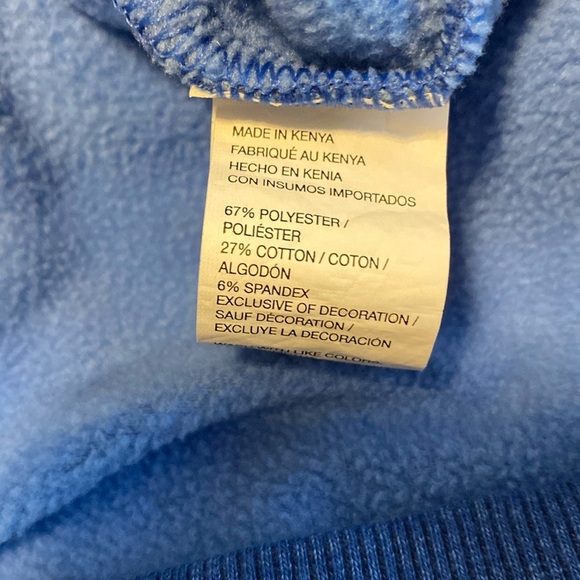 MADE IN KENYA
FABRIQUÉ AU KENYA
HECHO EN KENIA
CON INSUMOS IMPORTADOS
67% POLYESTER /
POLIÉSTER
27% COTTON / COTON /
ALGODÓN
6% SPANDEX
EXCLUSIVE OF DECORATION /
SAUF DÉCORATION /
EXCLUYE LA DECORACIÓN
LIKE